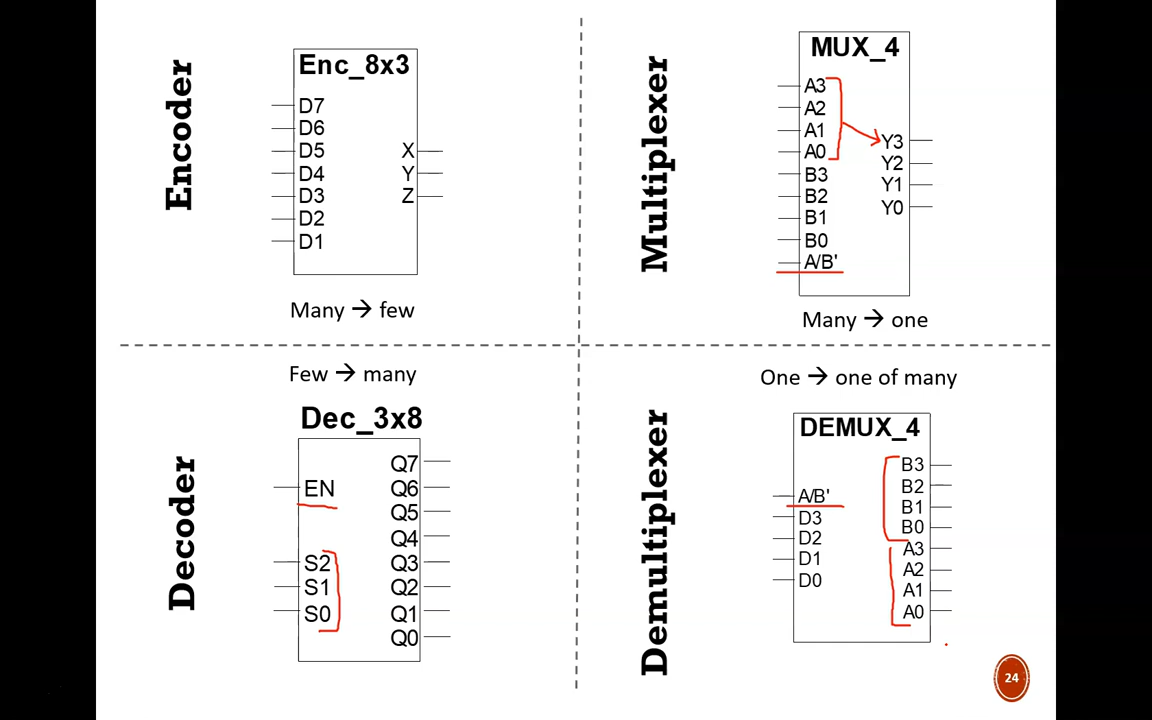 Encoder
Enc_8x3
D7
D6
D5
D4
D3
D2
D1
X
Y
Z
Many → few
Multiplexer
MUX_4
A3
A2
A1
A0
B3
B2
B1
B0
A/B'
Y3
Y2
Y1
Y0
Many → one
Few → many
Decoder
Dec_3x8
EN
S2
S1
S0
Q7
Q6
Q5
Q4
Q3
Q2
Q1
Q0
One → one of many
Demultiplexer
DEMUX_4
A/B'
D3
D2
D1
D0
B3
B2
B1
B0
A3
A2
A1
A0
24